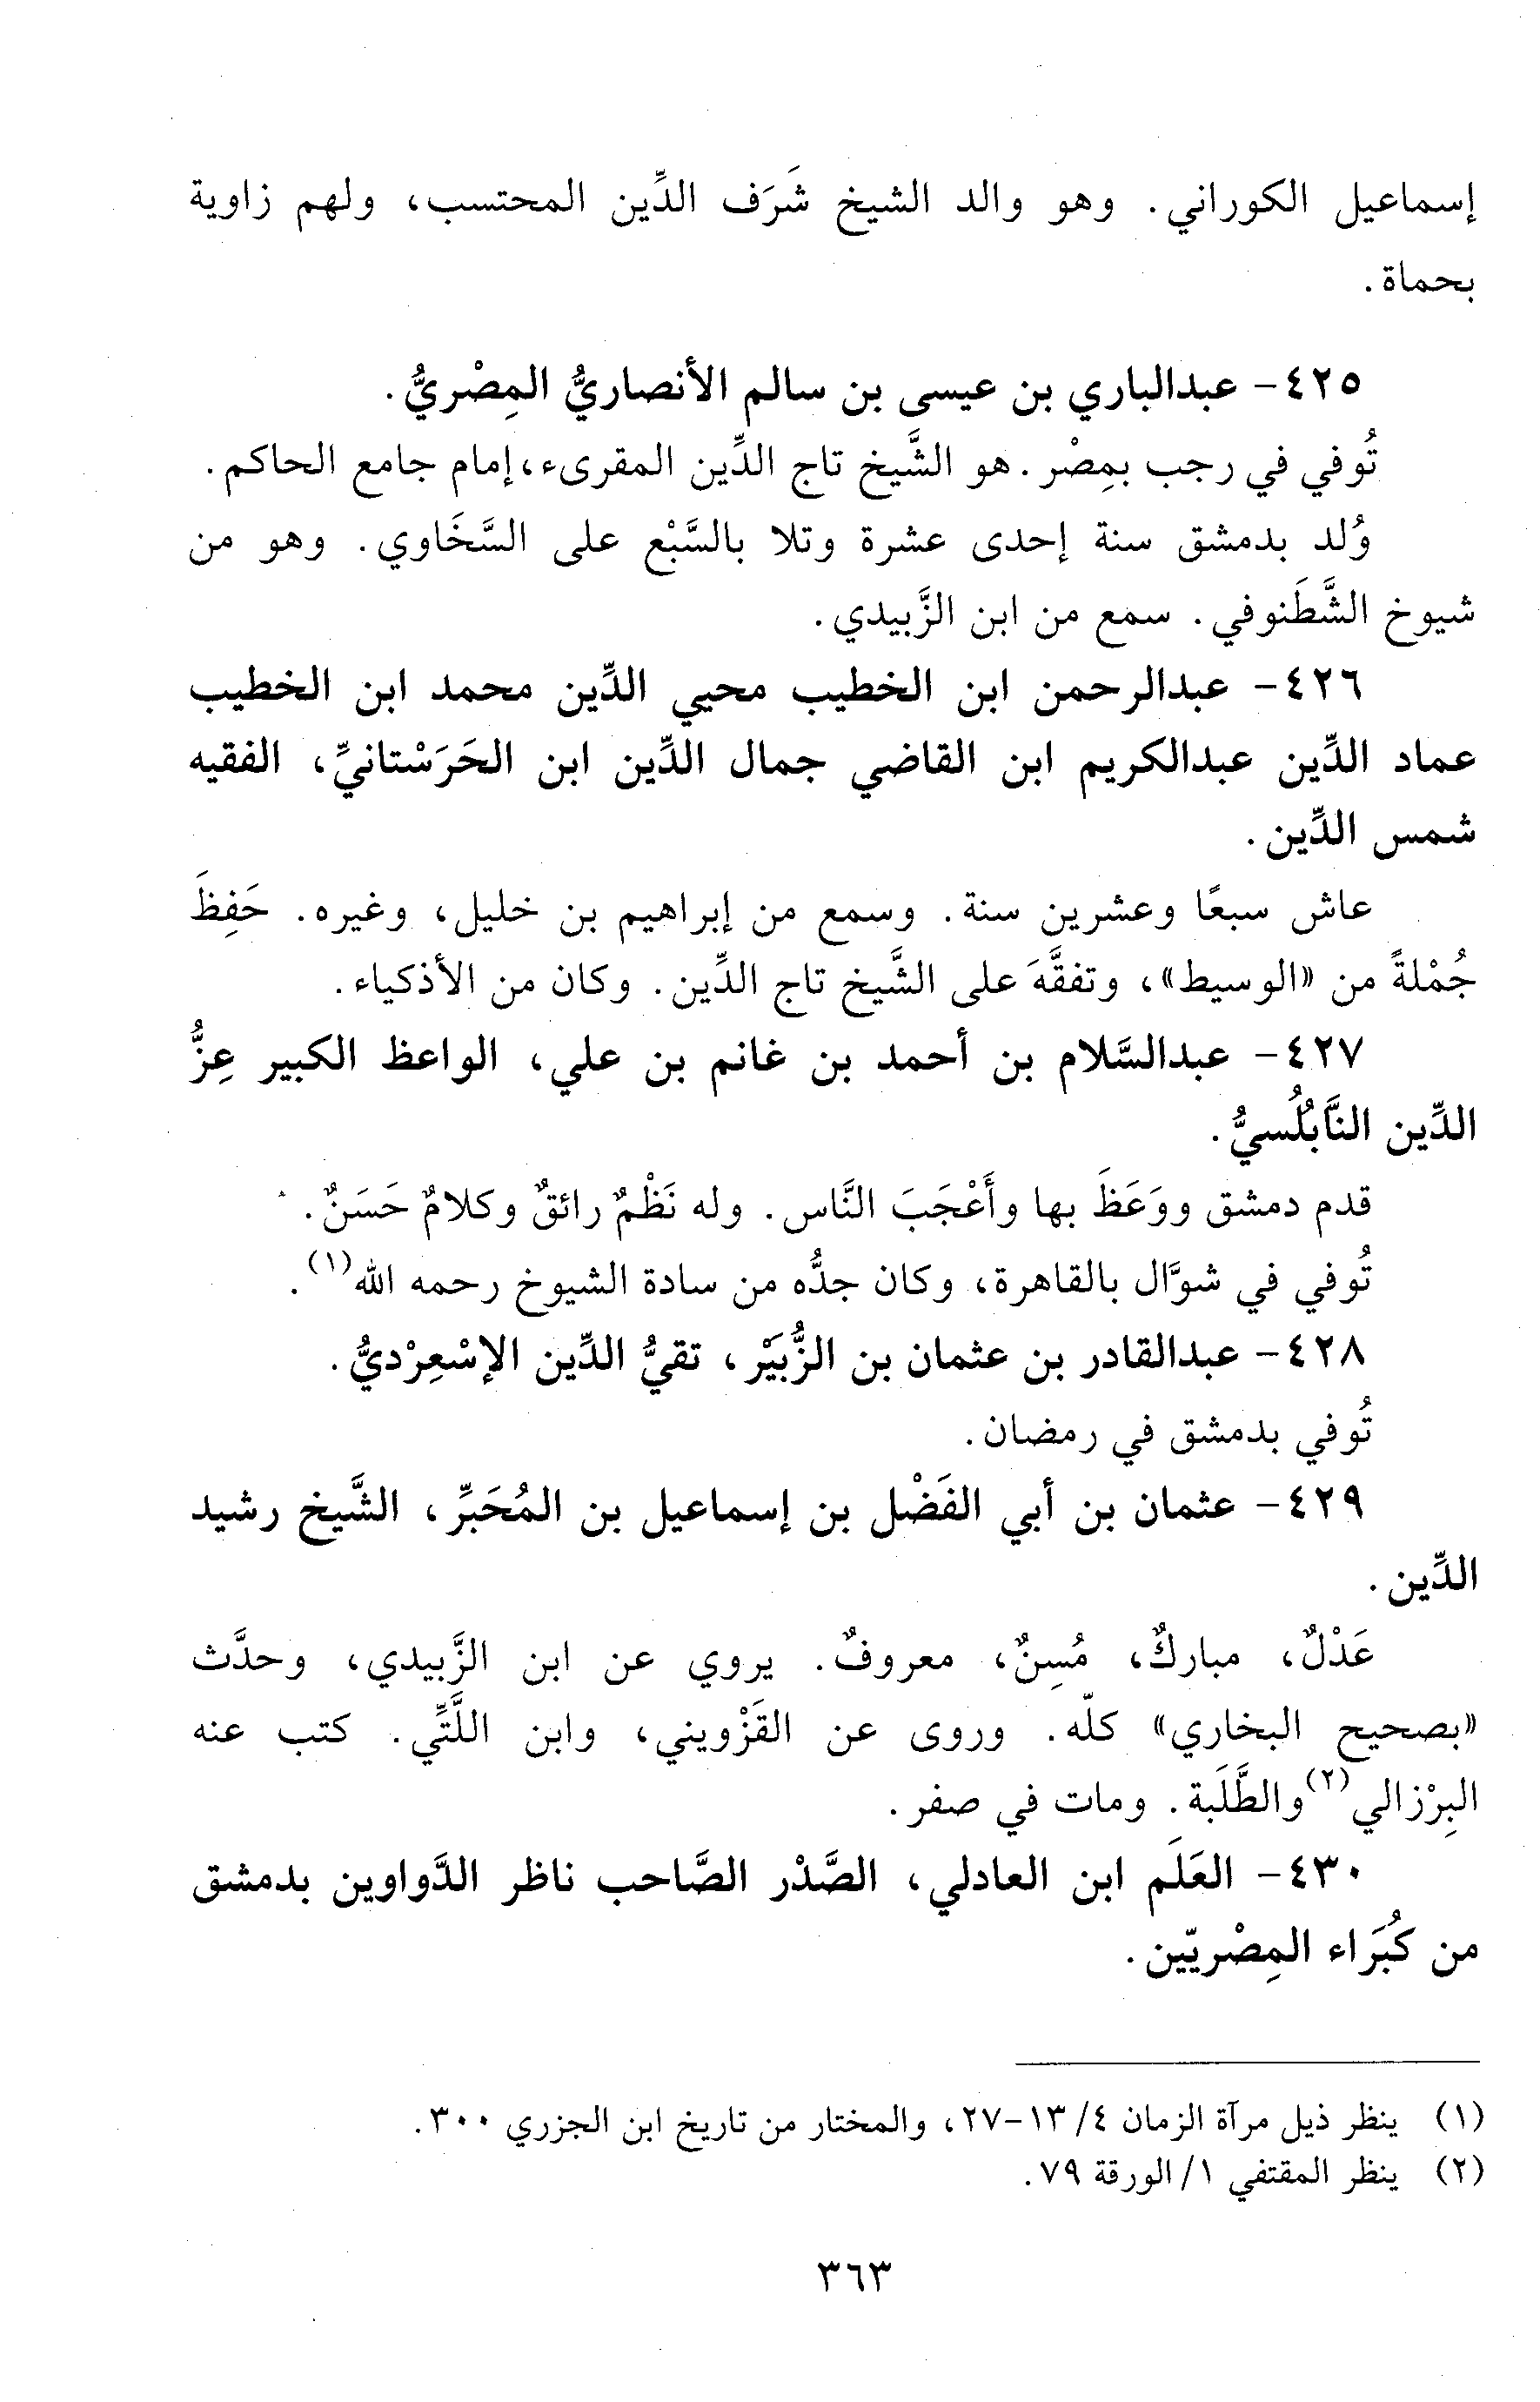 إسماعيل الكوراني. وهو والد الشيخ شَرَف الدِّين المحتسب، ولهم زاوية
بحماة.
٤٢٥- عبدالباري بن عيسى بن سالم الأنصاريُّ المِصْريُّ.
تُوفي في رجب بمِصْر. هو الشَّيخ تاج الدِّين المقرىء، إمام جامع الحاكم.
وُلد بدمشق سنة إحدى عشرة وتلا بالسَّبْع على السَّخَاوي. وهو من
شيوخ الشَّطَنوفي. سمع من ابن الزَّبيدي.
٤٢٦- عبدالرحمن ابن الخطيب محيي الدِّين محمد ابن الخطيب
عماد الدِّين عبدالكريم ابن القاضي جمال الدِّين ابن الحَرَسْتانيِّ، الفقيه
شمس الدِّين.
عاش سبعًا وعشرين سنة. وسمع من إبراهيم بن خليل، وغيره. حَفِظَ
جُمْلةً من «الوسيط»، وتفقَّهَ على الشَّيخ تاج الدِّين. وكان من الأذكياء.
٤٢٧- عبدالسَّلام بن أحمد بن غانم بن علي، الواعظ الكبير عِزُّ
الدِّين النَّابُلُسيُّ.
قدم دمشق ووَعَظَ بها وأَعْجَبَ النَّاس. وله نَظْمٌ رائقٌ وكلامٌ حَسَنٌ.
تُوفي في شوَّال بالقاهرة، وكان جدُّه من سادة الشيوخ رحمه الله(١).
٤٢٨- عبدالقادر بن عثمان بن الزُّبَيْر، تقيُّ الدِّين الإسْعِرْديُّ.
تُوفي بدمشق في رمضان.
٤٢٩- عثمان بن أبي الفَضْل بن إسماعيل بن المُحَبِّر، الشَّيخ رشيد
الدِّين.
عَدْلٌ، مباركٌ، مُسِنٌ، معروفٌ. يروي عن ابن الزَّبيدي، وحدَّث
«بصحيح البخاري» كلّه. وروى عن القَزْويني، وابن اللَّتِّي. كتب عنه
البِرْزالي(٢) والطَّلَبة. ومات في صفر.
٤٣٠- العَلَم ابن العادلي، الصَّدْر الصَّاحب ناظر الدَّواوين بدمشق
من كُبَراء المِصْريّين.
(١) ينظر ذيل مرآة الزمان ٤/ ١٣-٢٧، والمختار من تاريخ ابن الجزري ٣٠٠.
(٢) ينظر المقتفي ١/ الورقة ٧٩.
٣٦٣